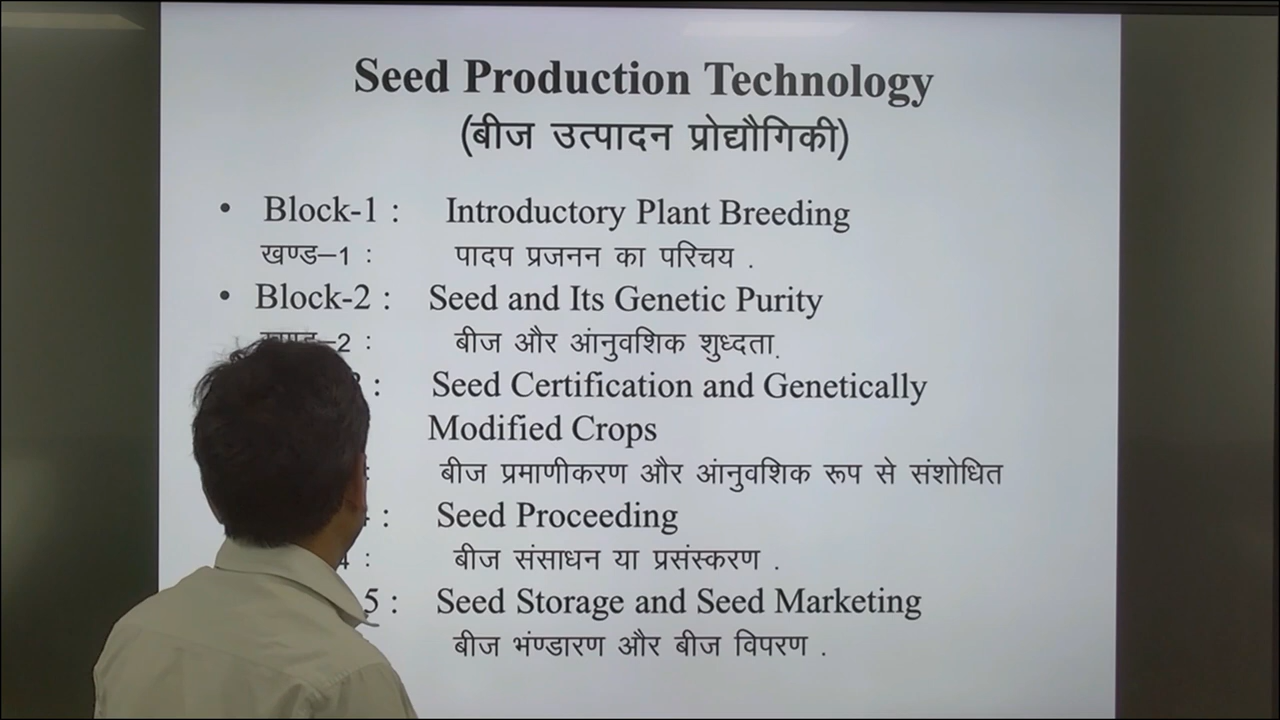 Seed Production Technology
(बीज उत्पादन प्रोद्यौगिकी)
• Block-1 : Introductory Plant Breeding
खण्ड–1 : पादप प्रजनन का परिचय .
• Block-2 : Seed and Its Genetic Purity
खण्ड–2 : बीज और आंनुवशिक शुध्दता.
: Seed Certification and Genetically
Modified Crops
: बीज प्रमाणीकरण और आंनुवशिक रूप से संशोधित
: Seed Proceeding
4 : बीज संसाधन या प्रसंस्करण .
5 : Seed Storage and Seed Marketing
बीज भंण्डारण और बीज विपरण .